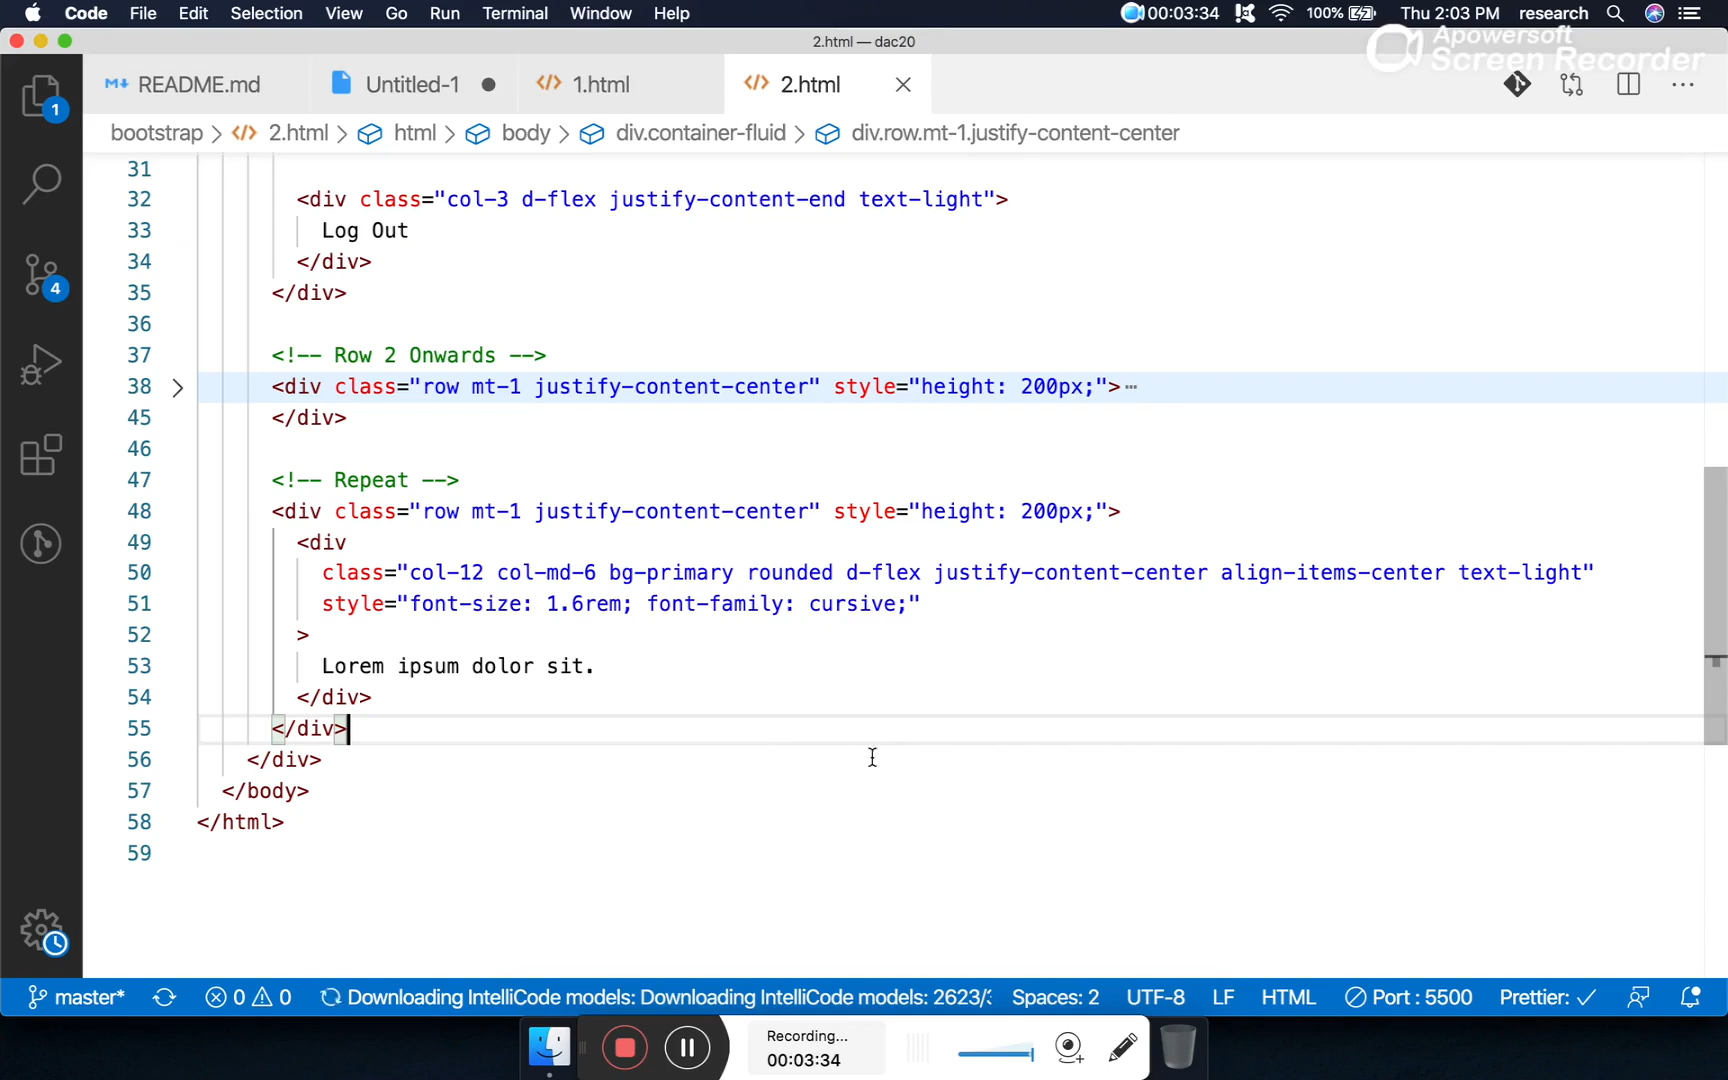 Code File Edit Selection View Go Run Terminal Window Help 00:03:34 100% Thu 2:03 PM research
2.html — dac20
Apowersoft
Screen Recorder
README.md Untitled-1 1.html 2.html
bootstrap > 2.html > html > body > div.container-fluid > div.row.mt-1.justify-content-center
1
4
31
32 <div class="col-3 d-flex justify-content-end text-light">
33 Log Out
34 </div>
35 </div>
36
37 <!-- Row 2 Onwards -->
38 <div class="row mt-1 justify-content-center" style="height: 200px;">
45 </div>
46
47 <!-- Repeat -->
48 <div class="row mt-1 justify-content-center" style="height: 200px;">
49 <div
50 class="col-12 col-md-6 bg-primary rounded d-flex justify-content-center align-items-center text-light"
51 style="font-size: 1.6rem; font-family: cursive;"
52 >
53 Lorem ipsum dolor sit.
54 </div>
55 </div>
56 </div>
57 </body>
58 </html>
59
master* 0 0 Downloading IntelliCode models: Downloading IntelliCode models: 2623/ Spaces: 2 UTF-8 LF HTML Port : 5500 Prettier: ✓
Recording...
00:03:34